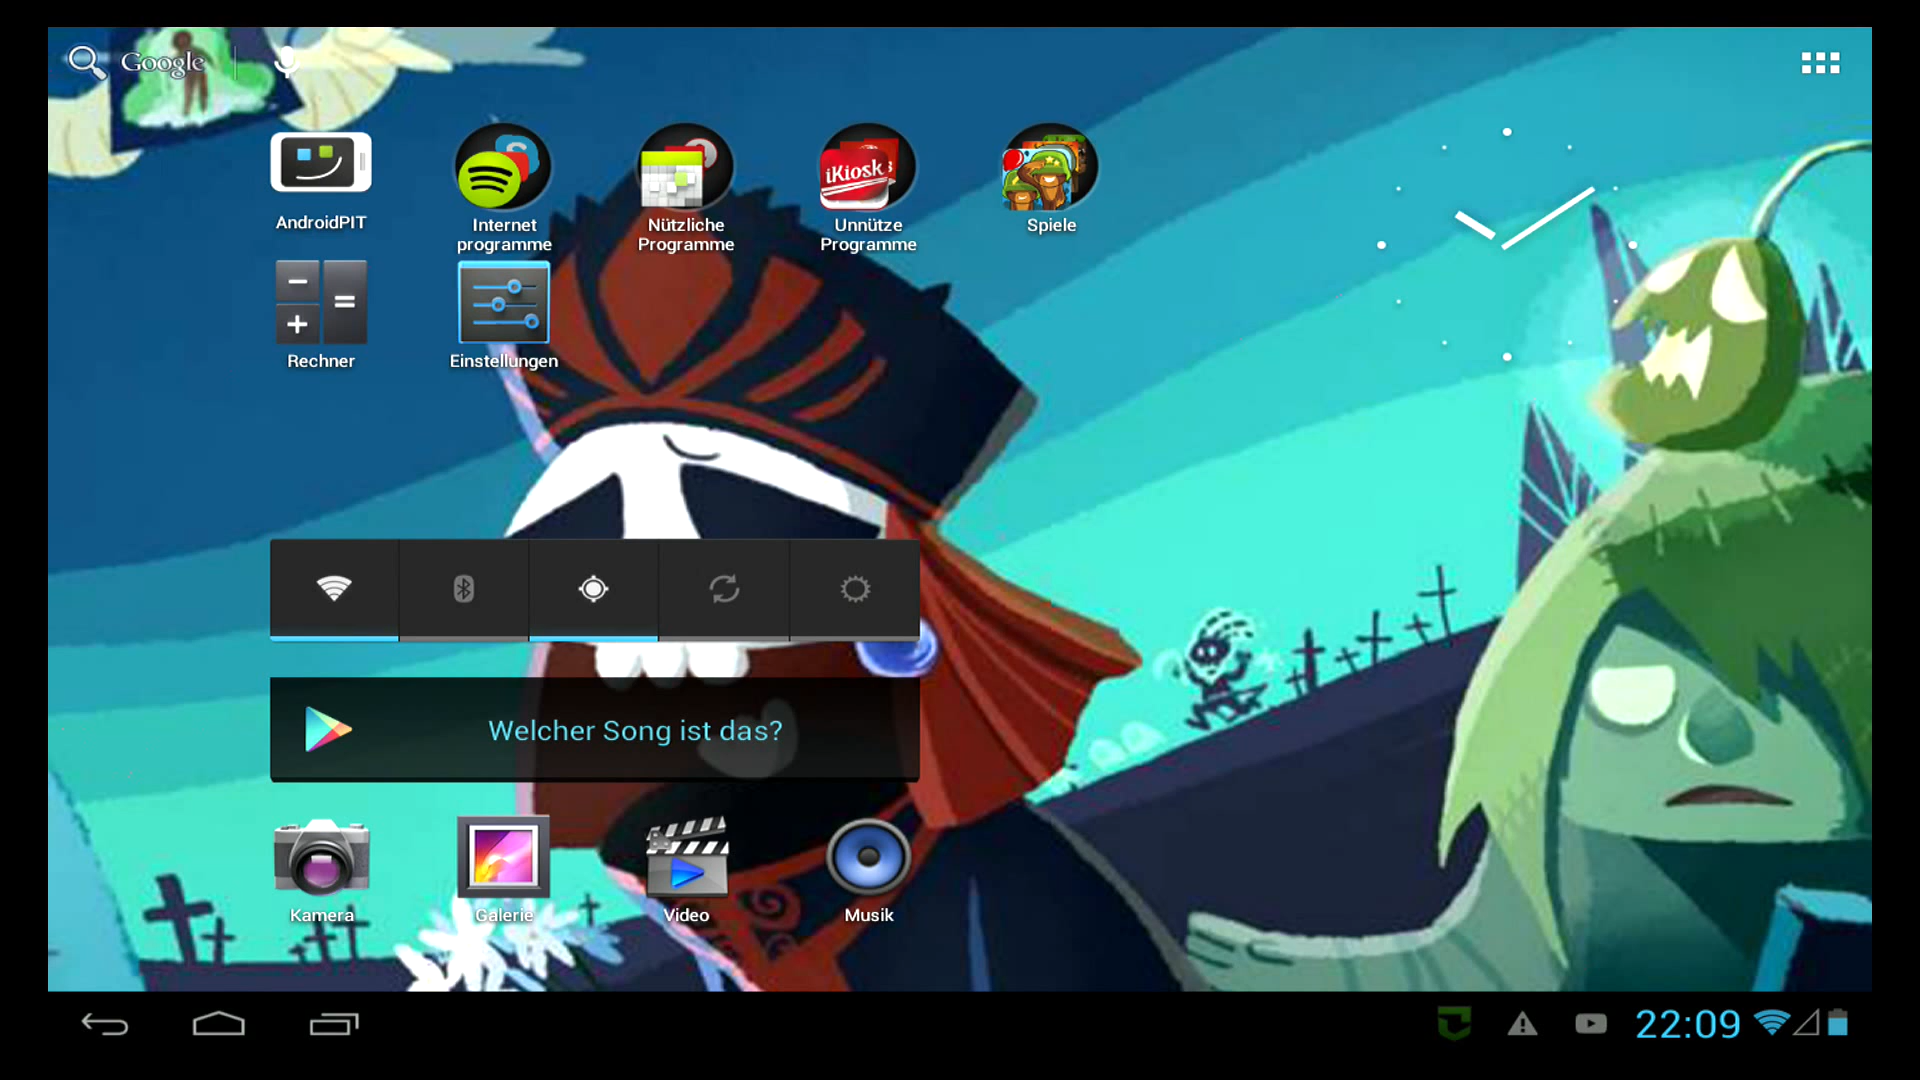 Google
AndroidPIT
Internet
programme
Nützliche
Programme
iKiosk
Unnütze
Programme
Spiele
Rechner
Einstellungen
Welcher Song ist das?
Kamera
Galerie
Video
Musik
22:09